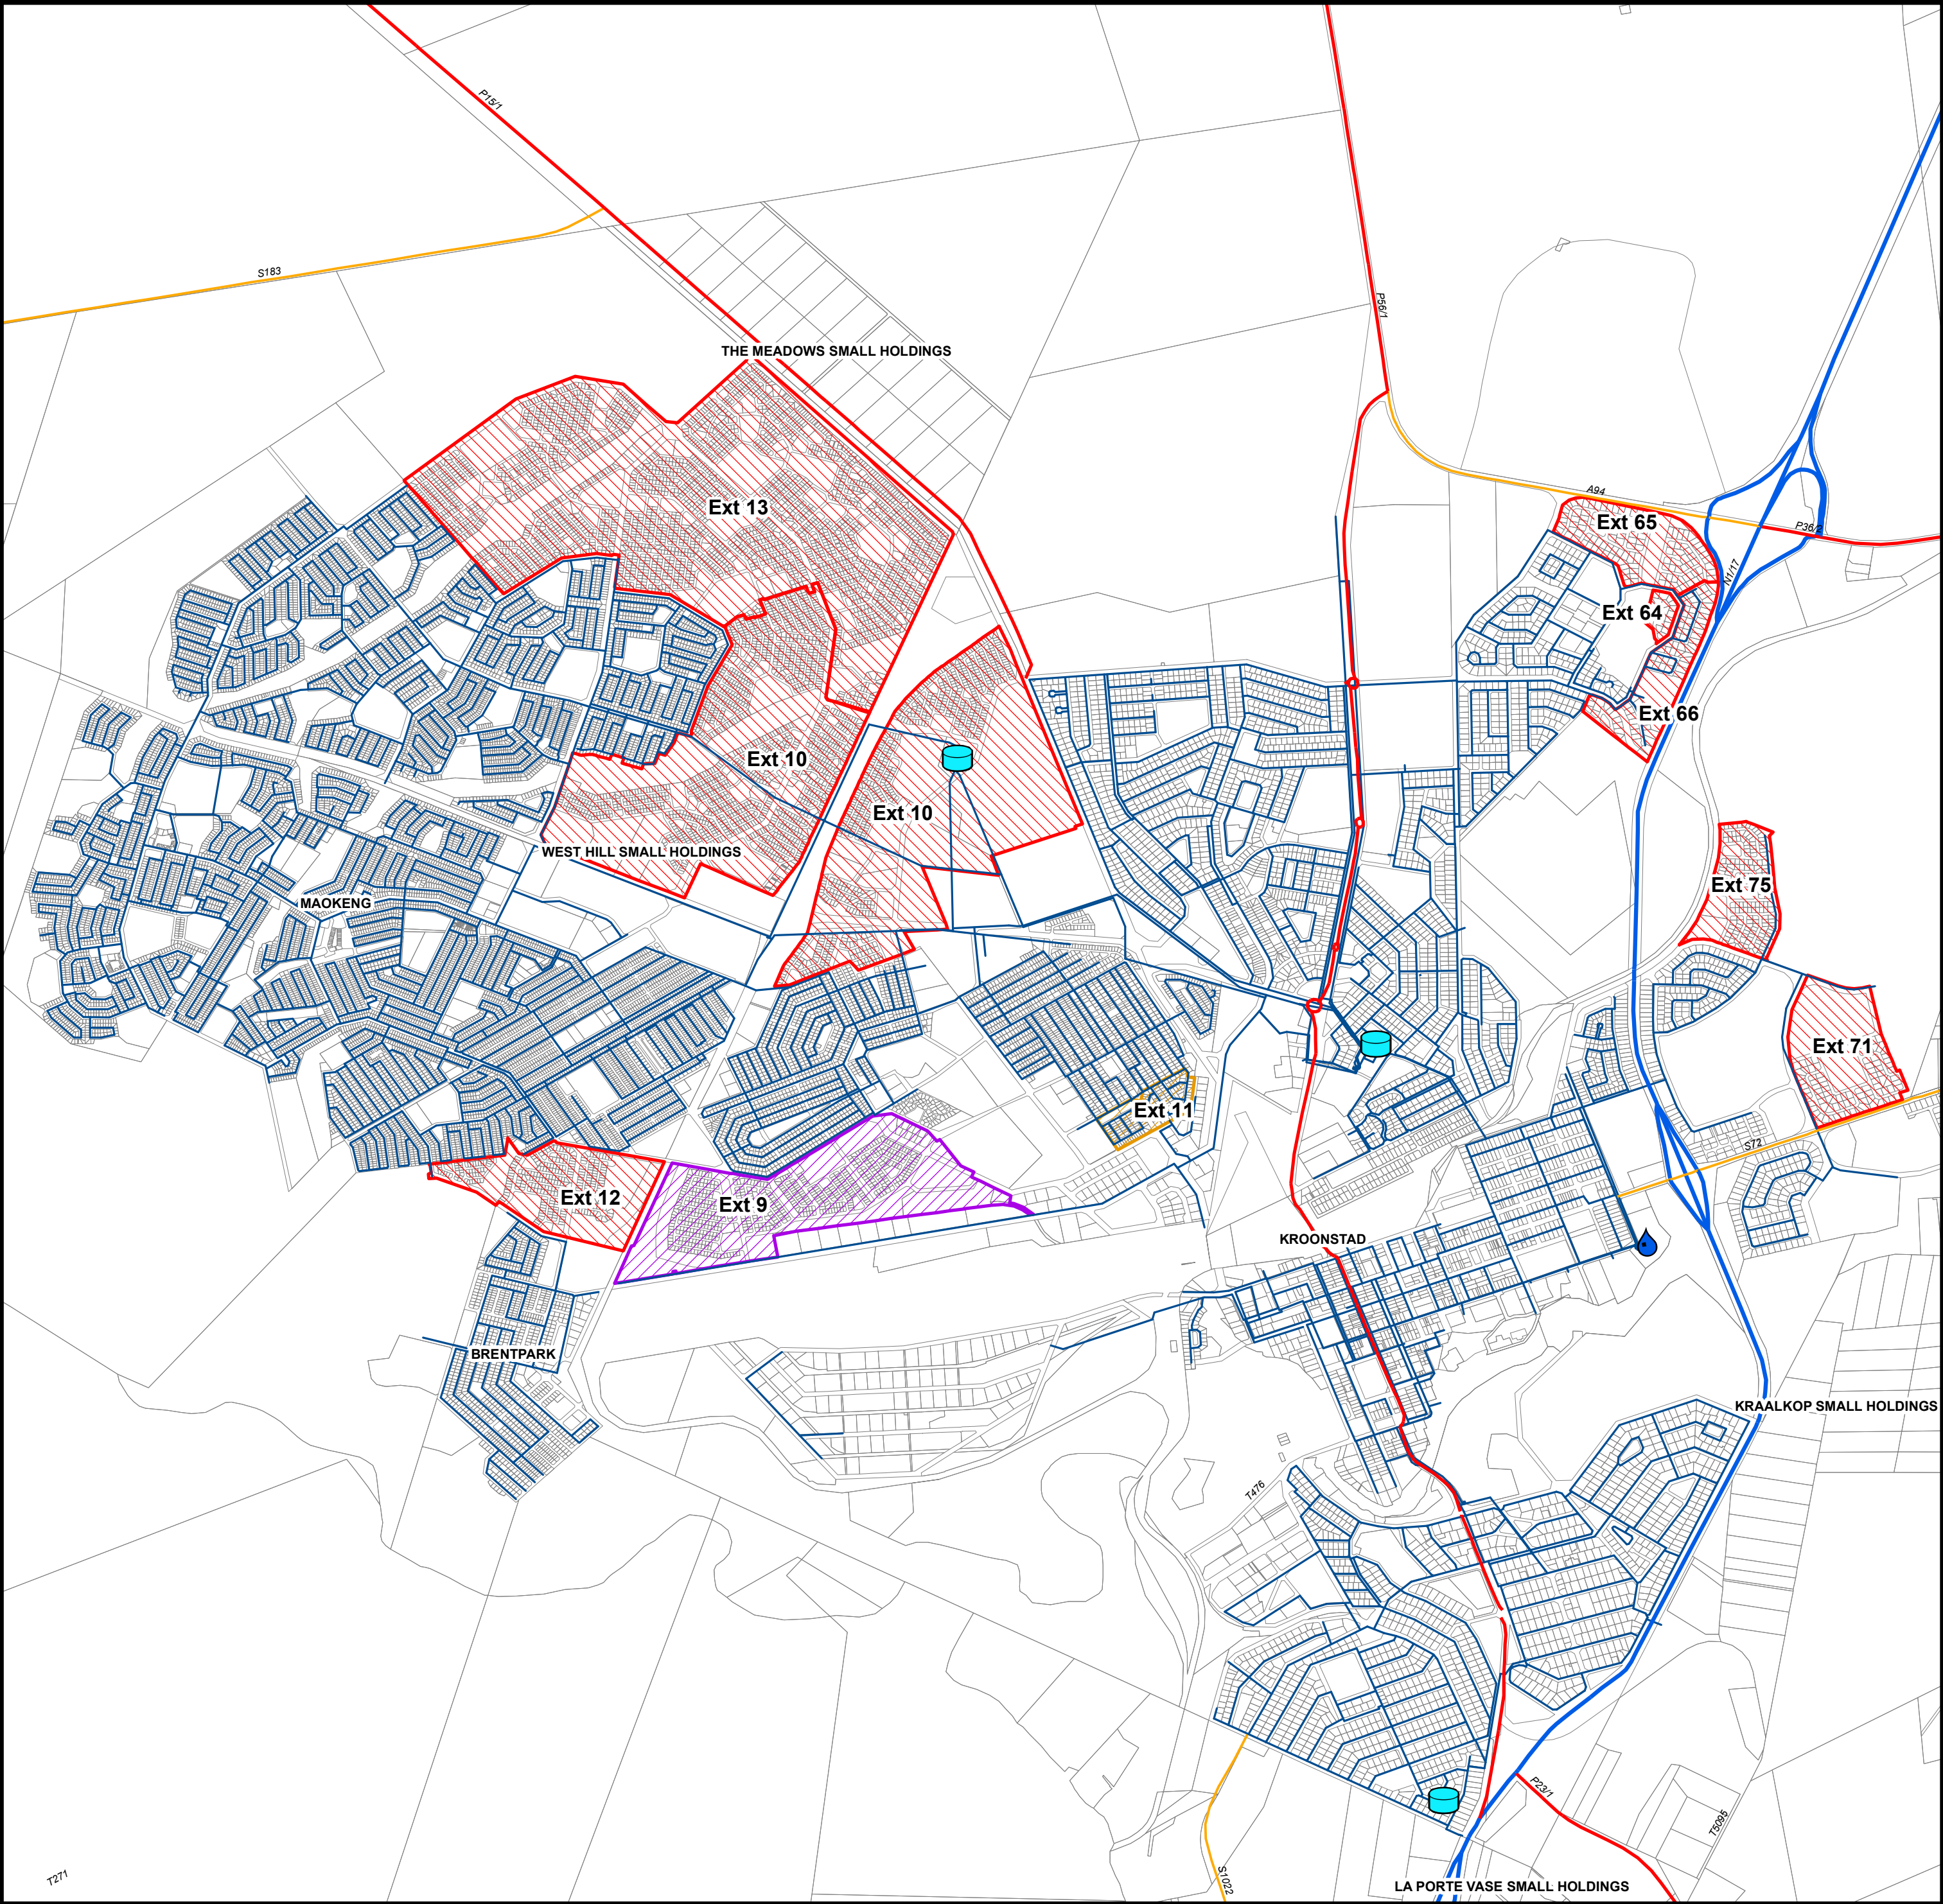 P15/1
S183
P56/1
THE MEADOWS SMALL HOLDINGS
A94
Ext 13
Ext 65
P36/2
N1/17
Ext 64
Ext 66
Ext 10
Ext 10
WEST HILL SMALL HOLDINGS
Ext 75
MAOKENG
Ext 71
Ext 11
S72
Ext 12
Ext 9
KROONSTAD
BRENTPARK
KRAALKOP SMALL HOLDINGS
T476
P23/1
T5095
T271
S1022
LA PORTE VASE SMALL HOLDINGS